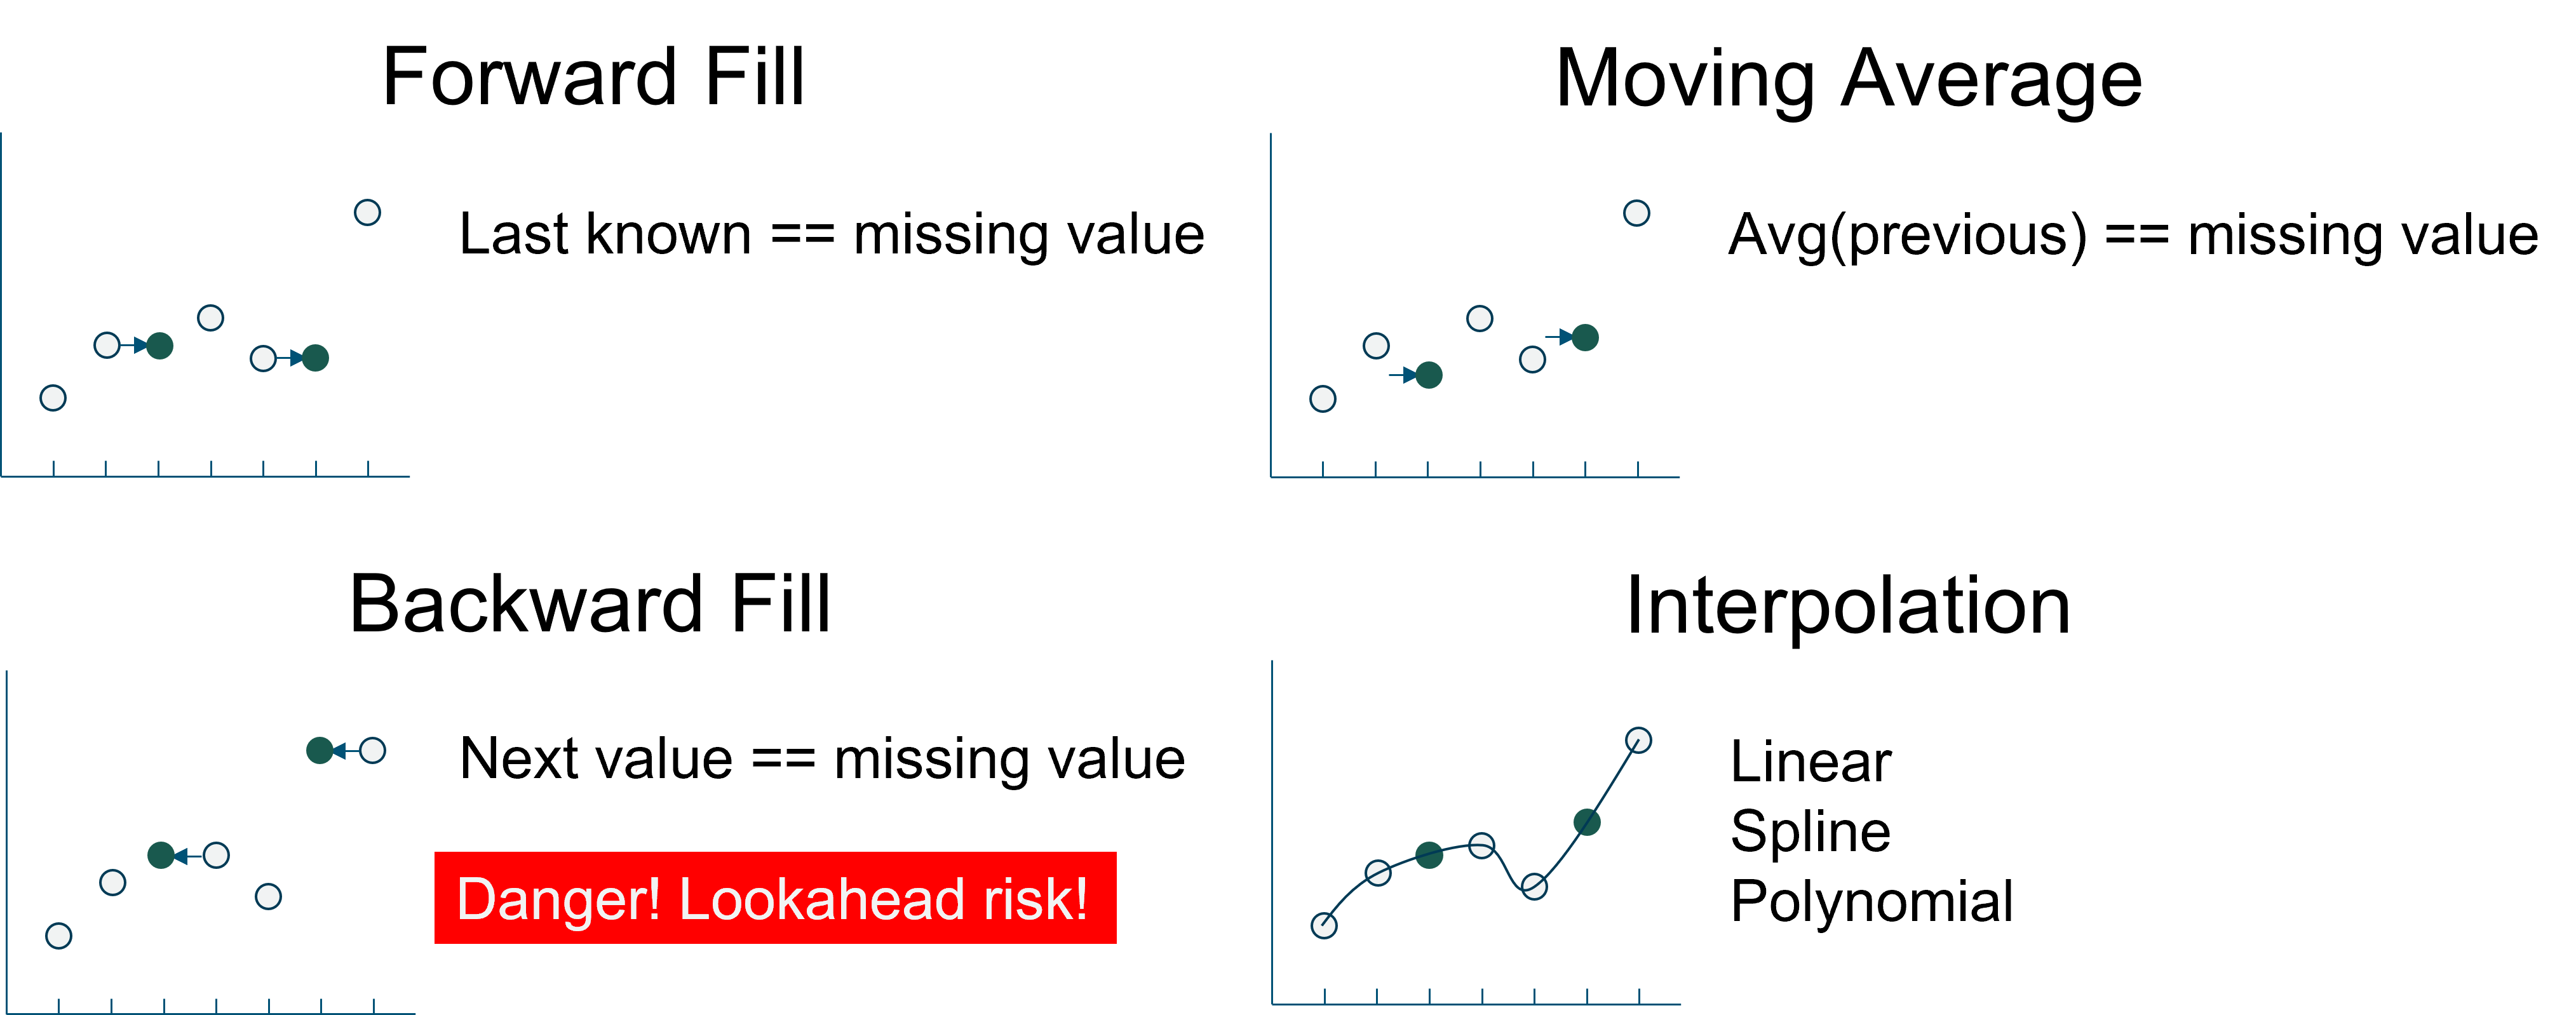 Forward Fill
Last known == missing value
Moving Average
Avg(previous) == missing value
Backward Fill
Next value == missing value
Danger! Lookahead risk!
Interpolation
Linear
Spline
Polynomial